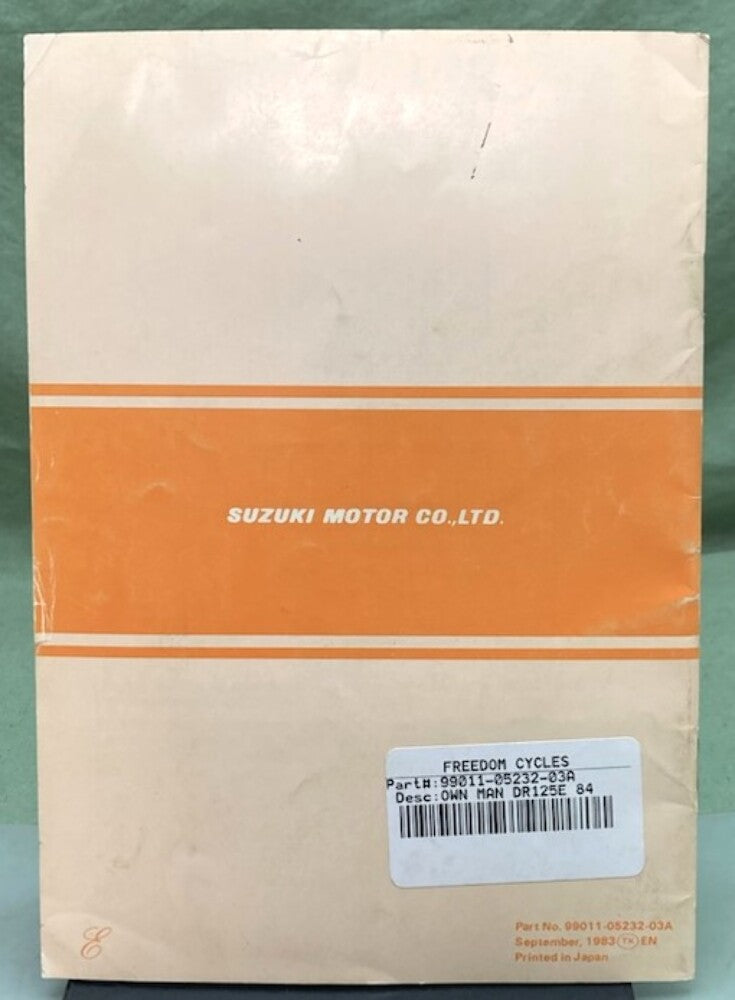 SUZUKI MOTOR CO.,LTD.
FREEDOM CYCLES
Part#:99011-05232-03A
Desc:OWN MAN DR125E 84
E
Part No. 99011-05232-03A
September, 1983 TK EN
Printed in Japan